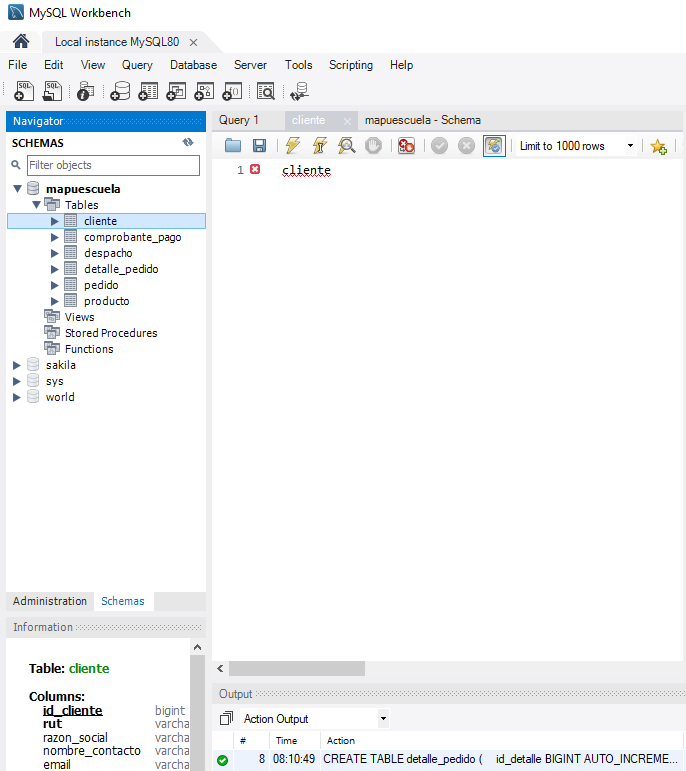 MySQL Workbench
Local instance MySQL80
File Edit View Query Database Server Tools Scripting Help
Navigator
SCHEMAS
Filter objects
mapuescuela
Tables
cliente
comprobante_pago
despacho
detalle_pedido
pedido
producto
Views
Stored Procedures
Functions
sakila
sys
world
Administration Schemas
Information
Table: cliente
Columns:
id_cliente bigint
rut varcha
razon_social varcha
nombre_contacto varcha
email varcha
Query 1 cliente mapuescuela - Schema
Limit to 1000 rows
1 cliente
Output
Action Output
# Time Action
8 08:10:49 CREATE TABLE detalle_pedido ( id_detalle BIGINT AUTO_INCREME...